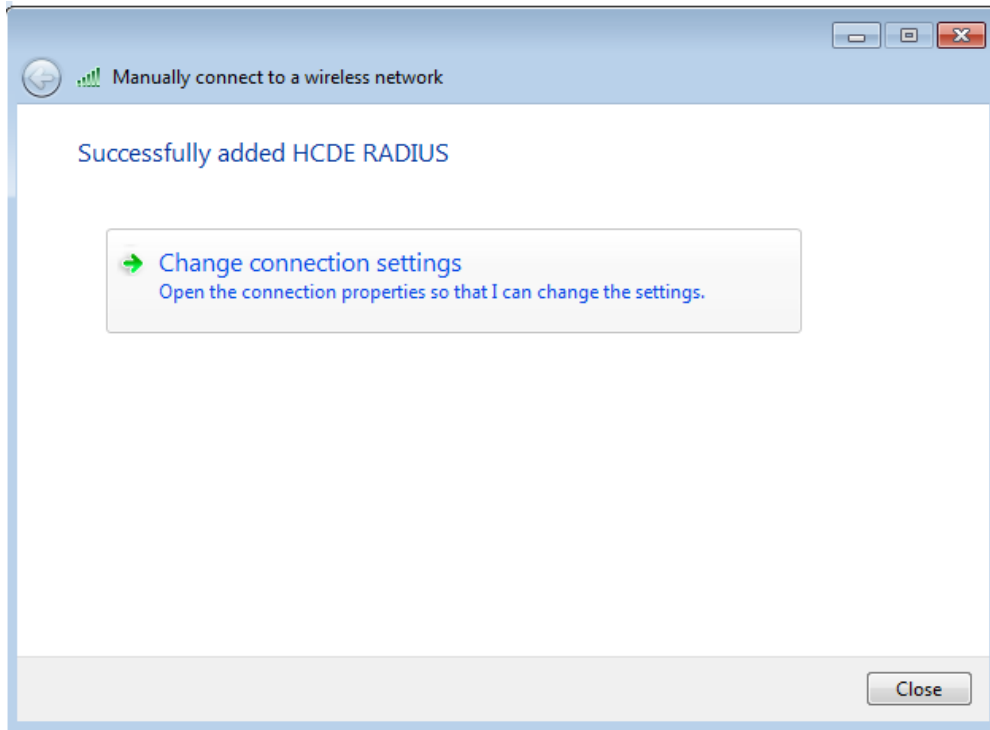 Manually connect to a wireless network
Successfully added HCDE RADIUS
Change connection settings
Open the connection properties so that I can change the settings.
Close